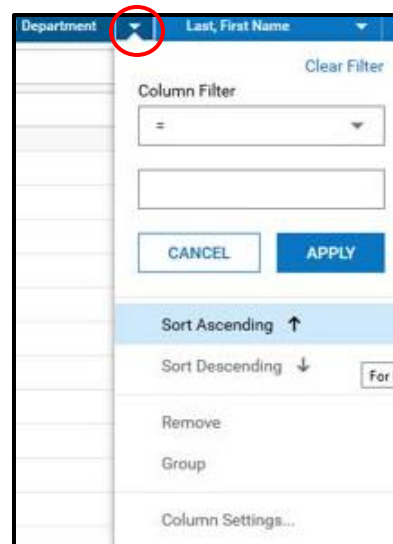 Department Last, First Name
Clear Filter
Column Filter
=
CANCEL APPLY
Sort Ascending ↑
Sort Descending ↓
For
Remove
Group
Column Settings...